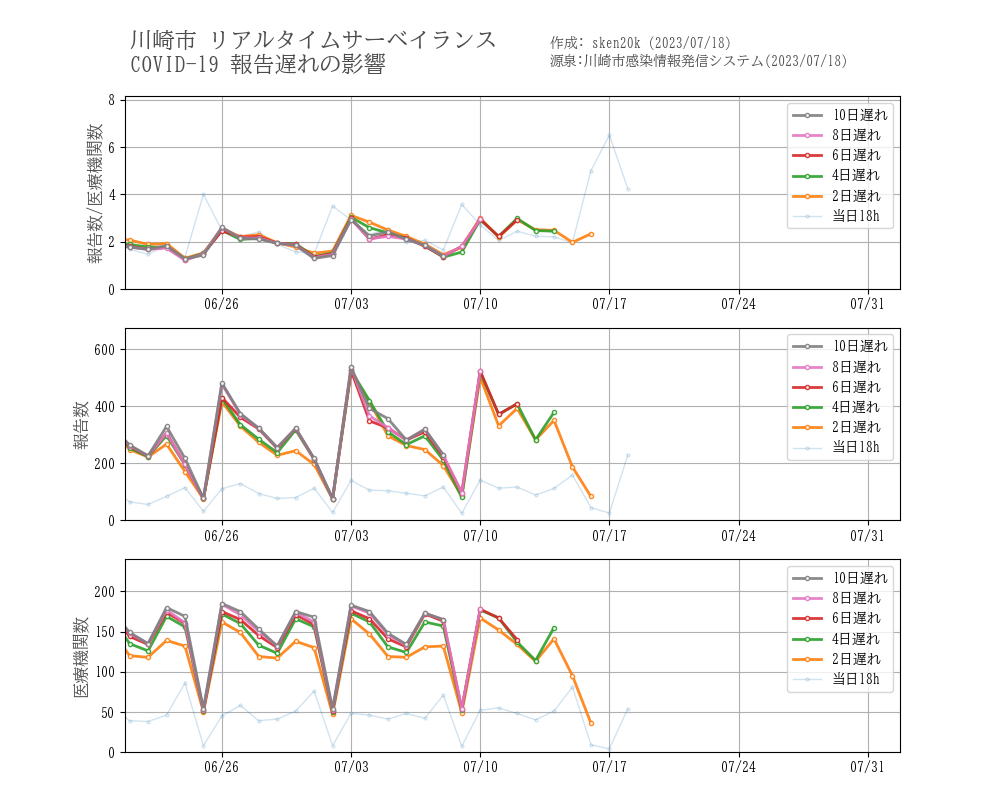 川崎市 リアルタイムサーベイランス
COVID-19 報告遅れの影響
作成: sken20k (2023/07/18)
源泉:川崎市感染情報発信システム(2023/07/18)
報告数/医療機関数
8
6
4
2
0
10日遅れ
8日遅れ
6日遅れ
4日遅れ
2日遅れ
当日18h
06/26 07/03 07/10 07/17 07/24 07/31
報告数
600
400
200
0
10日遅れ
8日遅れ
6日遅れ
4日遅れ
2日遅れ
当日18h
06/26 07/03 07/10 07/17 07/24 07/31
医療機関数
200
150
100
50
0
10日遅れ
8日遅れ
6日遅れ
4日遅れ
2日遅れ
当日18h
06/26 07/03 07/10 07/17 07/24 07/31